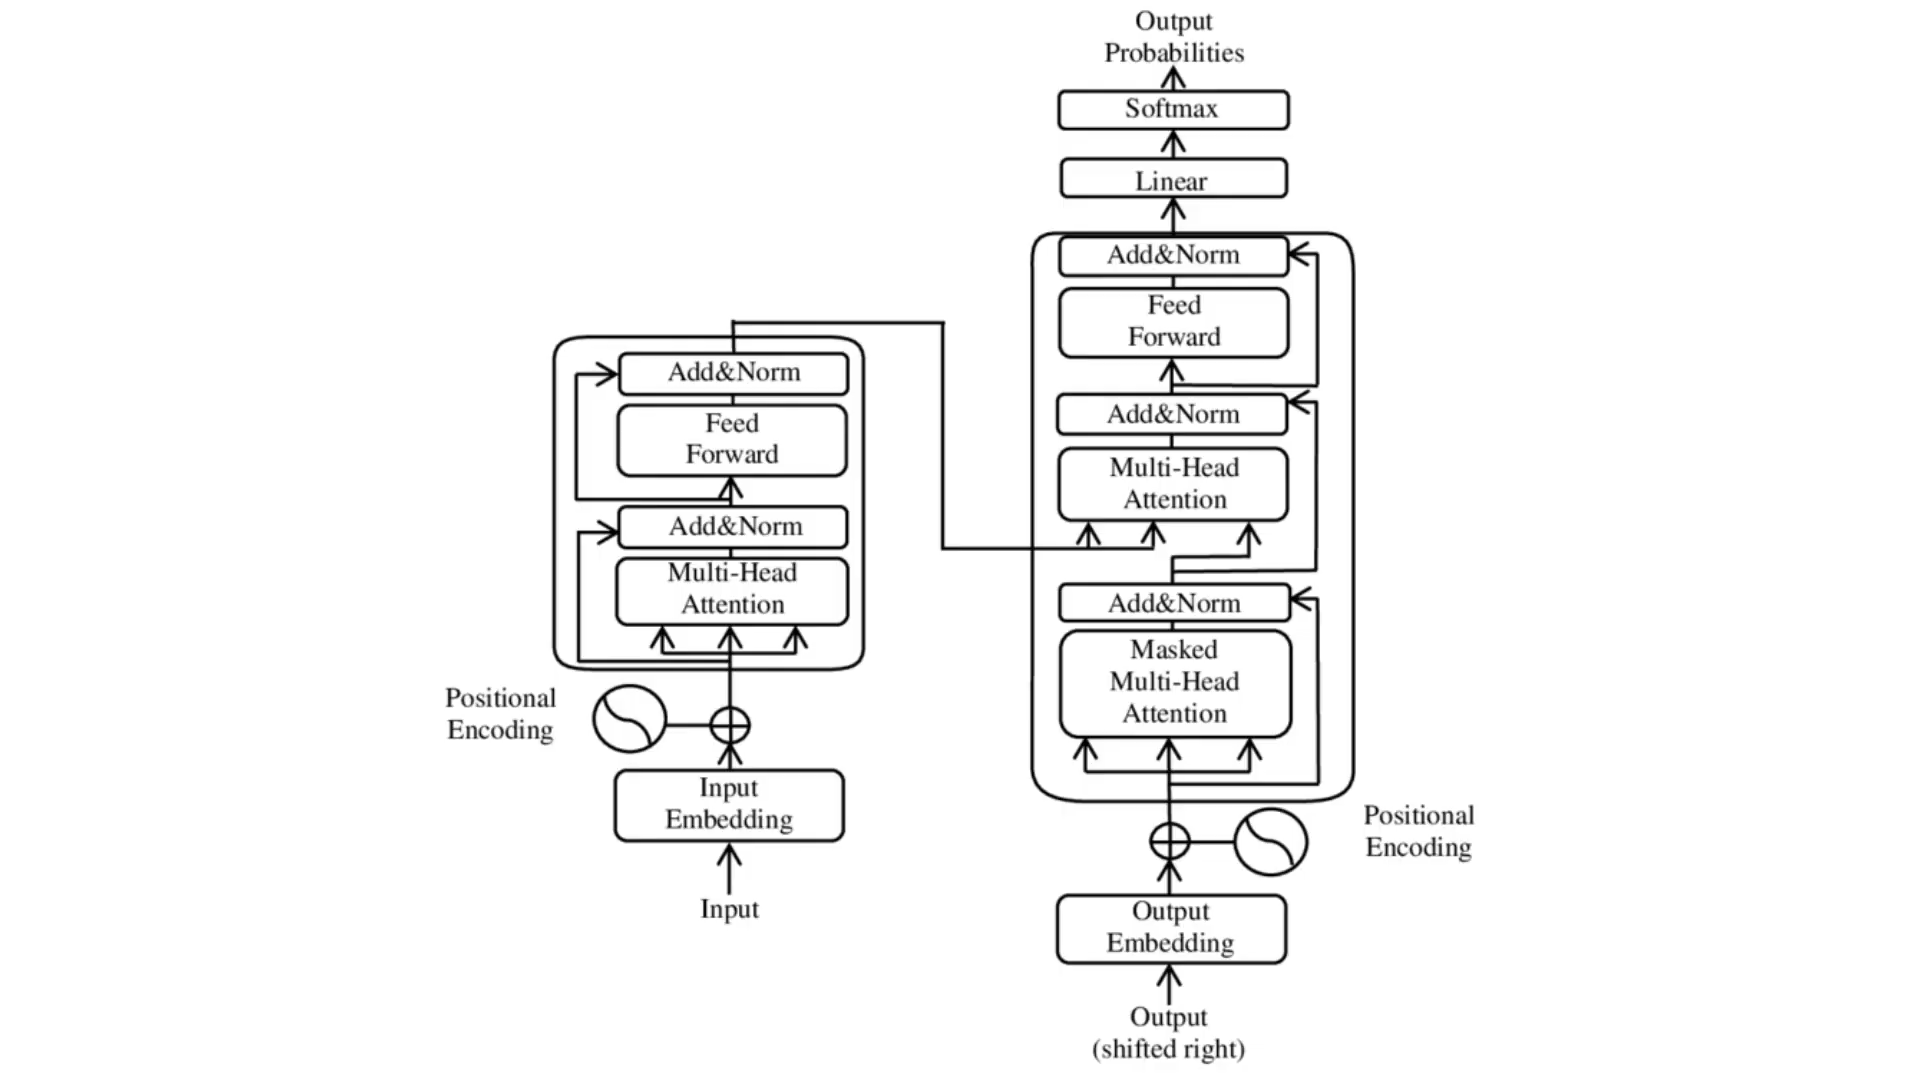 Output
Probabilities
Softmax
Linear
Add&Norm
Feed
Forward
Add&Norm
Multi-Head
Attention
Add&Norm
Masked
Multi-Head
Attention
Positional
Encoding
Output
Embedding
Output
(shifted right)
Add&Norm
Feed
Forward
Add&Norm
Multi-Head
Attention
Positional
Encoding
Input
Embedding
Input